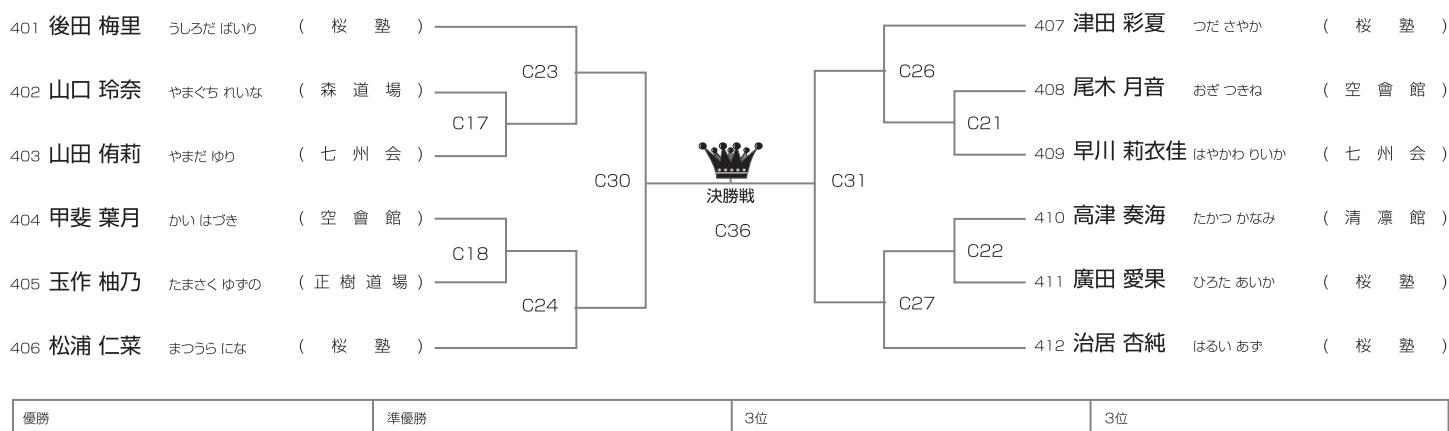 401 後田 梅里 うしろだ ばいり ( 桜 塾 )
402 山口 玲奈 やまぐち れいな ( 森 道 場 )
403 山田 侑莉 やまだ ゆり ( 七 州 会 )
404 甲斐 葉月 かい はづき ( 空 會 館 )
405 玉作 柚乃 たまさく ゆずの ( 正 樹 道 場 )
406 松浦 仁菜 まつうら にな ( 桜 塾 )
C23
C17
C30
C18
C24
決勝戦
C36
C26
C21
C31
C22
C27
407 津田 彩夏 つだ さやか ( 桜 塾 )
408 尾木 月音 おぎ つきね ( 空 會 館 )
409 早川 莉衣佳 はやかわ りいか ( 七 州 会 )
410 高津 奏海 たかつ かなみ ( 清 凛 館 )
411 廣田 愛果 ひろた あいか ( 桜 塾 )
412 治居 杏純 はるい あず ( 桜 塾 )
優勝 準優勝 3位 3位